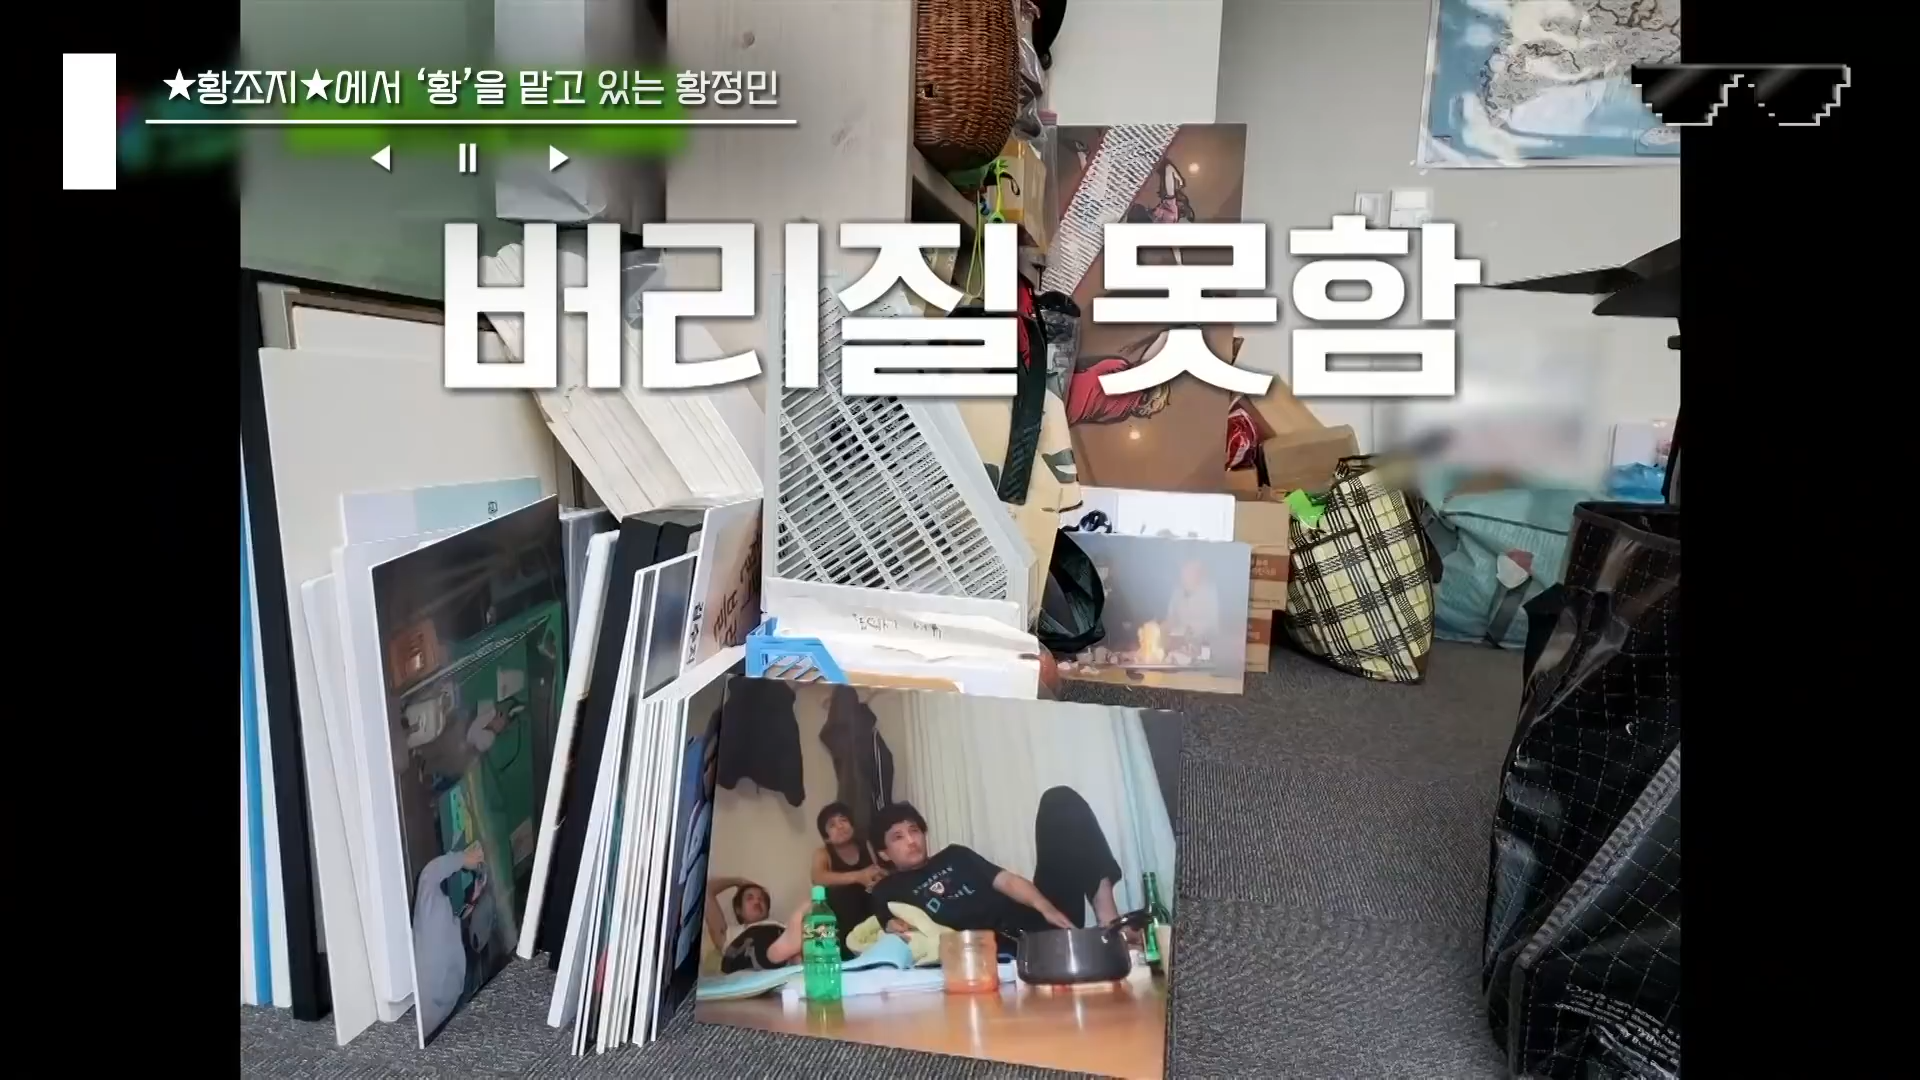 ★황조지★에서 ‘황’을 맡고 있는 황정민
버리질 못함